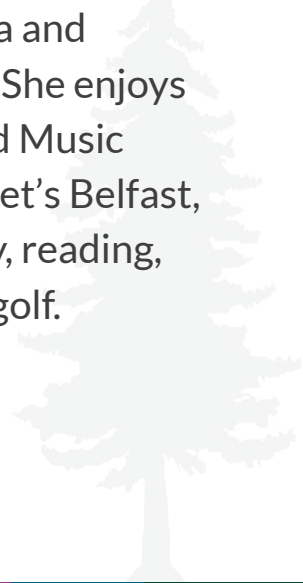 a and
She enjoys
d Music
et’s Belfast,
y, reading,
golf.